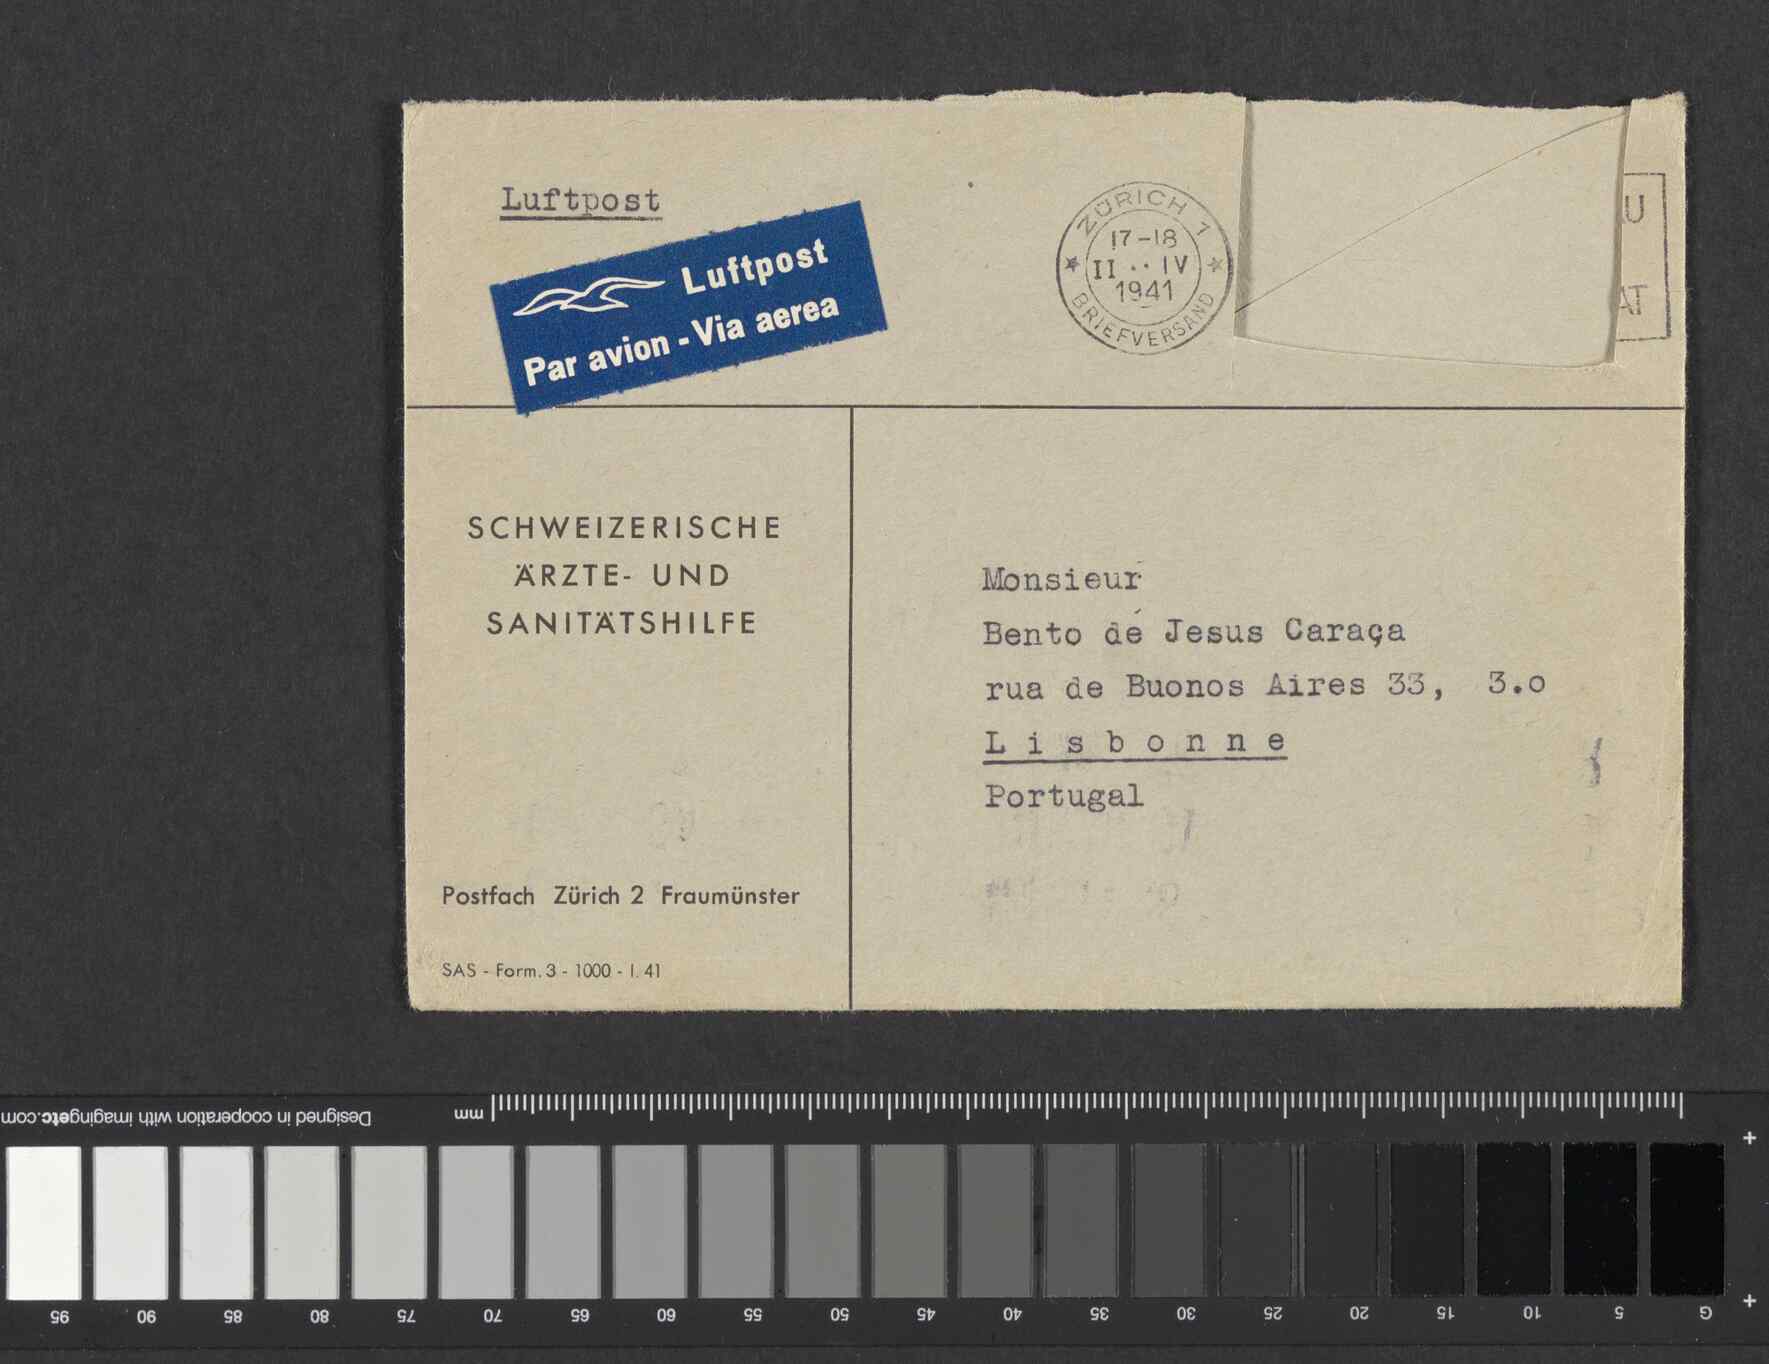 Luftpost
Luftpost
Par avion - Via aerea
ZÜRICH 1
17-18
II ·· IV
1941
BRIEFVERSAND
U
AT
SCHWEIZERISCHE
ÄRZTE- UND
SANITÄTSHILFE
Postfach Zürich 2 Fraumünster
SAS - Form. 3 - 1000 - I. 41
Monsieur
Bento dé Jesus Caraça
rua de Buonos Aires 33, 3.o
Lisbonne
Portugal
Designed in cooperation with imagingetc.com
mm
95 90 85 80 75 70 65 60 55 50 45 40 35 30 25 20 15 10 5 G